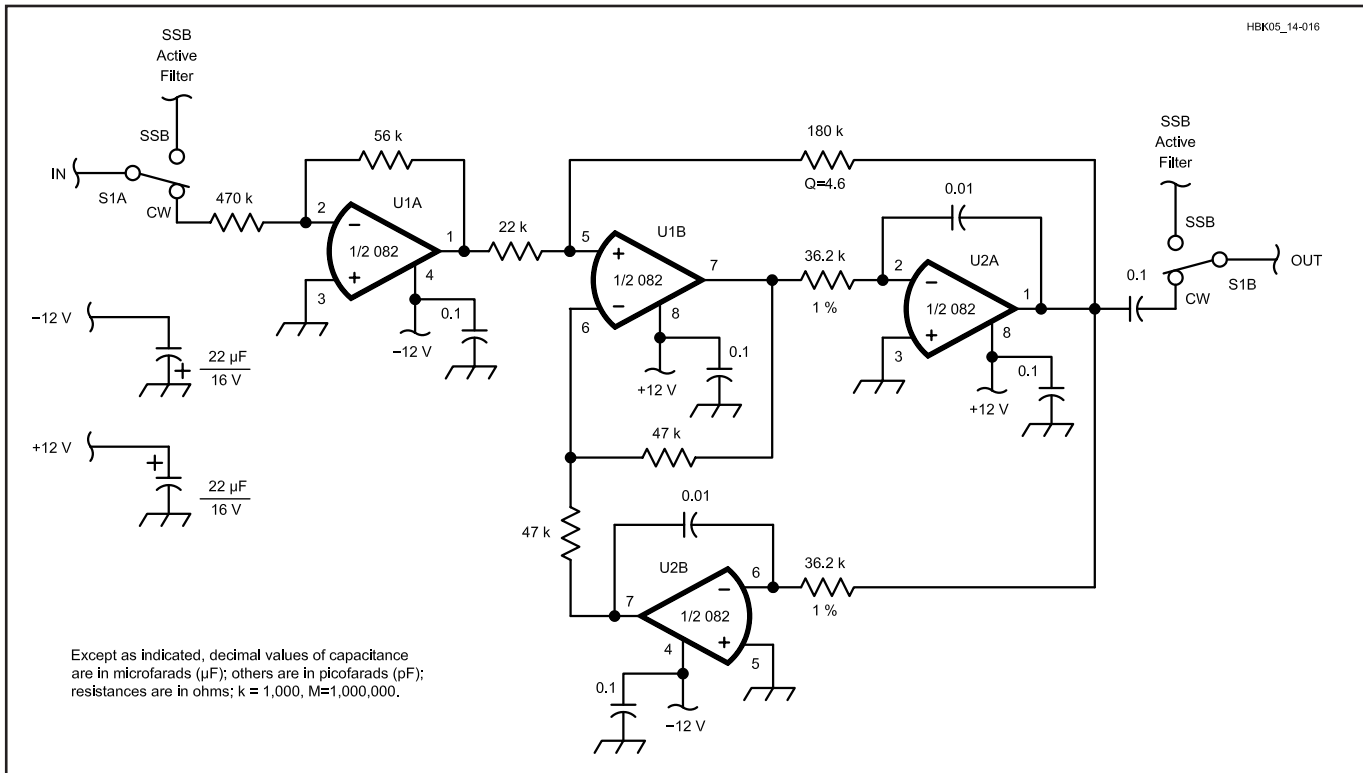 HBK05_14-016
SSB
Active
Filter
SSB
IN
S1A
CW
470 k
56 k
2
U1A
−
1/2 082
+
3
1
4
0.1
−12 V
22 k
180 k
Q=4.6
5
U1B
+
1/2 082
−
6
7
8
0.1
+12 V
36.2 k
1 %
0.01
2
U2A
−
1/2 082
+
3
1
8
0.1
+12 V
SSB
Active
Filter
SSB
0.1
CW
S1B
OUT
−12 V
+
22 µF
16 V
+12 V
+
22 µF
16 V
47 k
47 k
0.01
U2B
7
6
−
1/2 082
+
4
5
36.2 k
1 %
0.1
−12 V
Except as indicated, decimal values of capacitance
are in microfarads (µF); others are in picofarads (pF);
resistances are in ohms; k = 1,000, M=1,000,000.